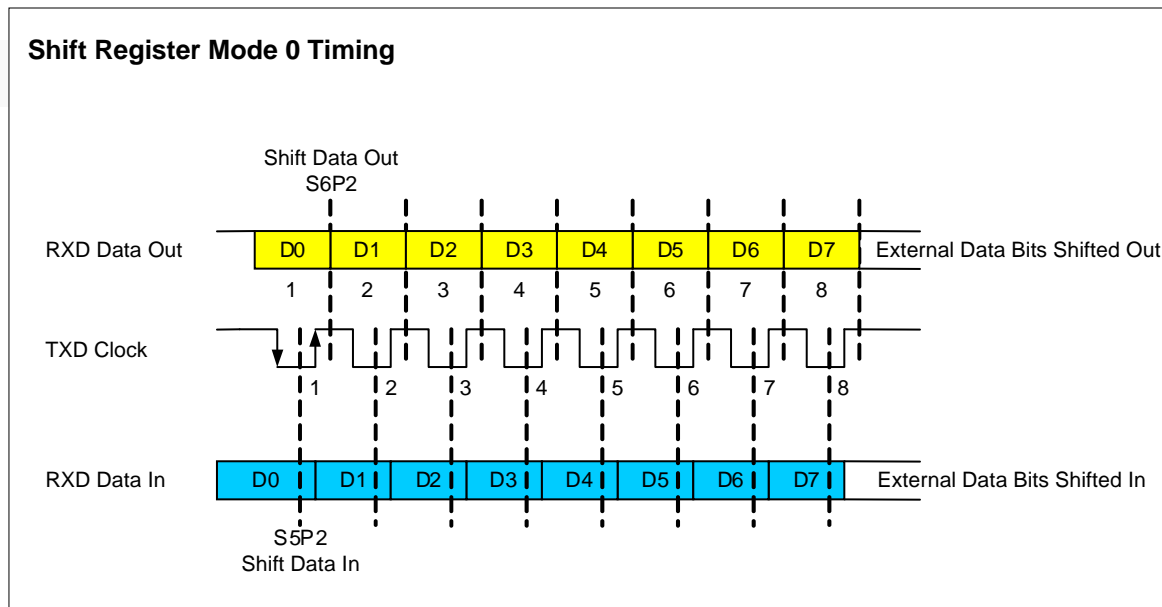 Shift Register Mode 0 Timing
Shift Data Out
S6P2
RXD Data Out
D0 D1 D2 D3 D4 D5 D6 D7
External Data Bits Shifted Out
1 2 3 4 5 6 7 8
TXD Clock
1 2 3 4 5 6 7 8
RXD Data In
D0 D1 D2 D3 D4 D5 D6 D7
External Data Bits Shifted In
S5P2
Shift Data In